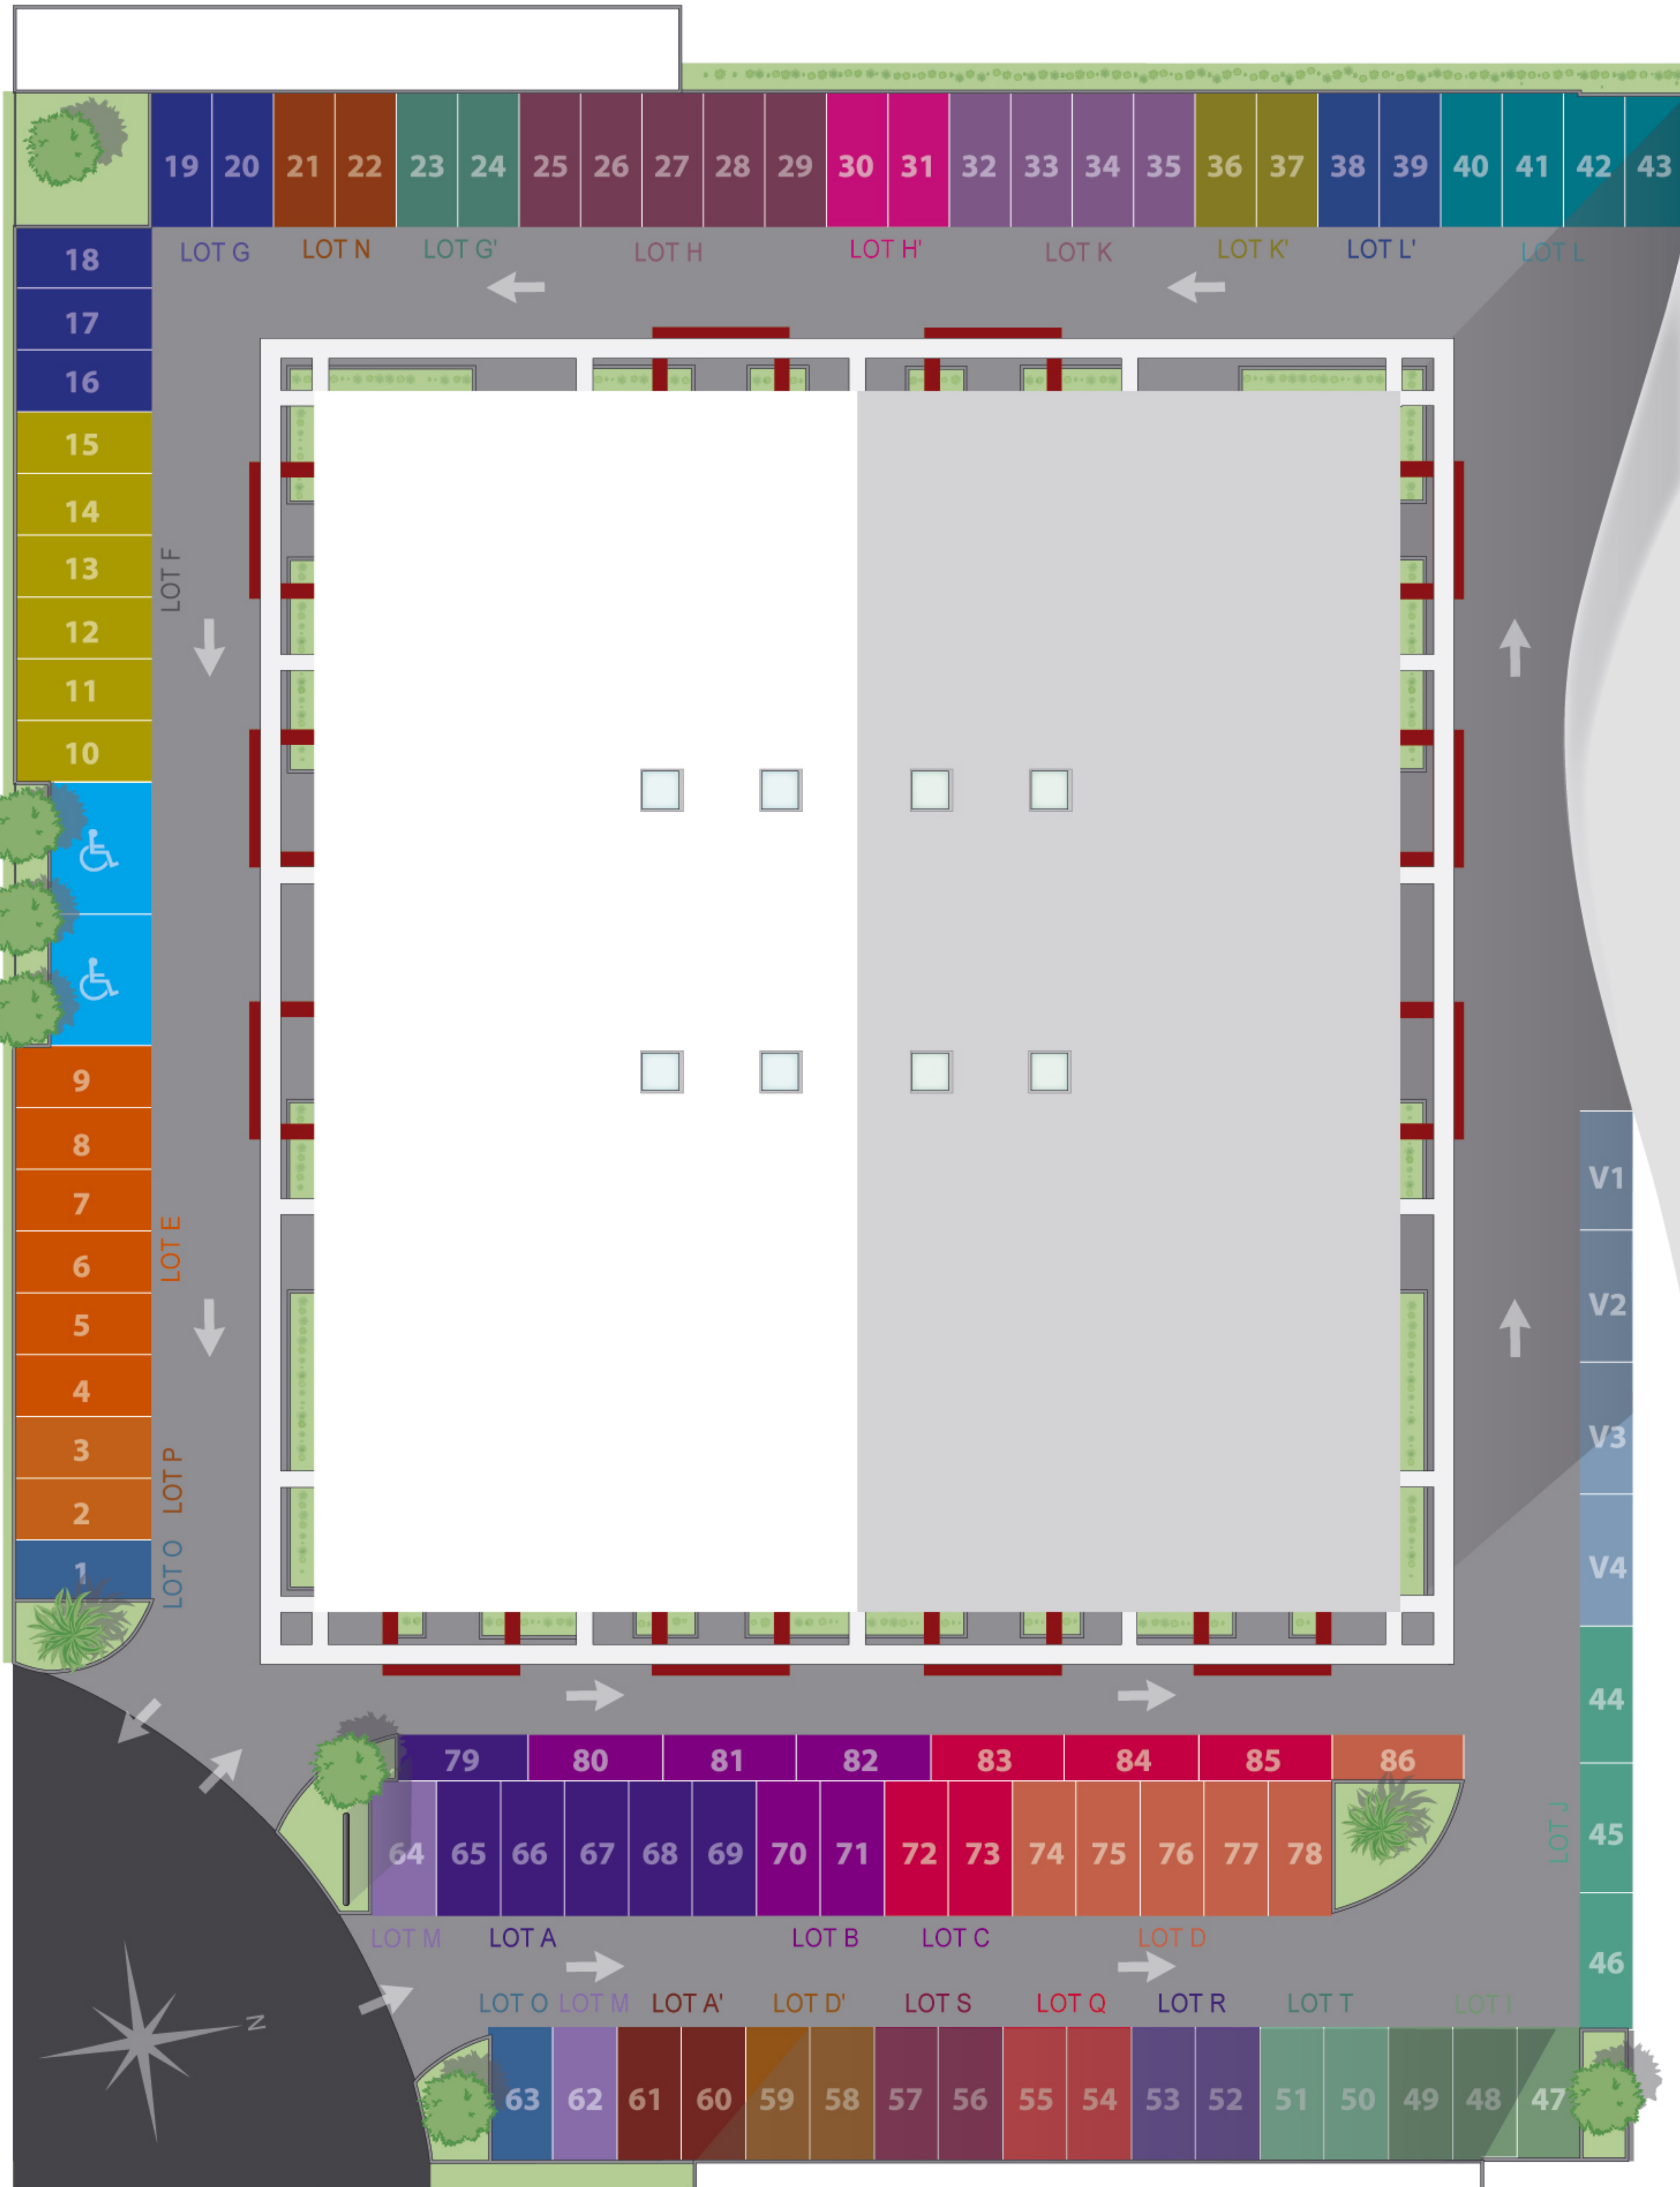 19 20 21 22 23 24 25 26 27 28 29 30 31 32 33 34 35 36 37 38 39 40 41 42 43
LOT G LOT N LOT G' LOT H LOT H' LOT K LOT K' LOT L' LOT L
18
17
16
15
14
13
12
11
10
LOT F
9
8
7
6
5
4
3
2
1
LOT E
LOT P
LOT O
V1
V2
V3
V4
44
45
46
LOT J
79 80 81 82 83 84 85 86
64 65 66 67 68 69 70 71 72 73 74 75 76 77 78
LOT M LOT A LOT B LOT C LOT D
LOT O LOT M LOT A' LOT D' LOT S LOT Q LOT R LOT T LOT I
63 62 61 60 59 58 57 56 55 54 53 52 51 50 49 48 47
N